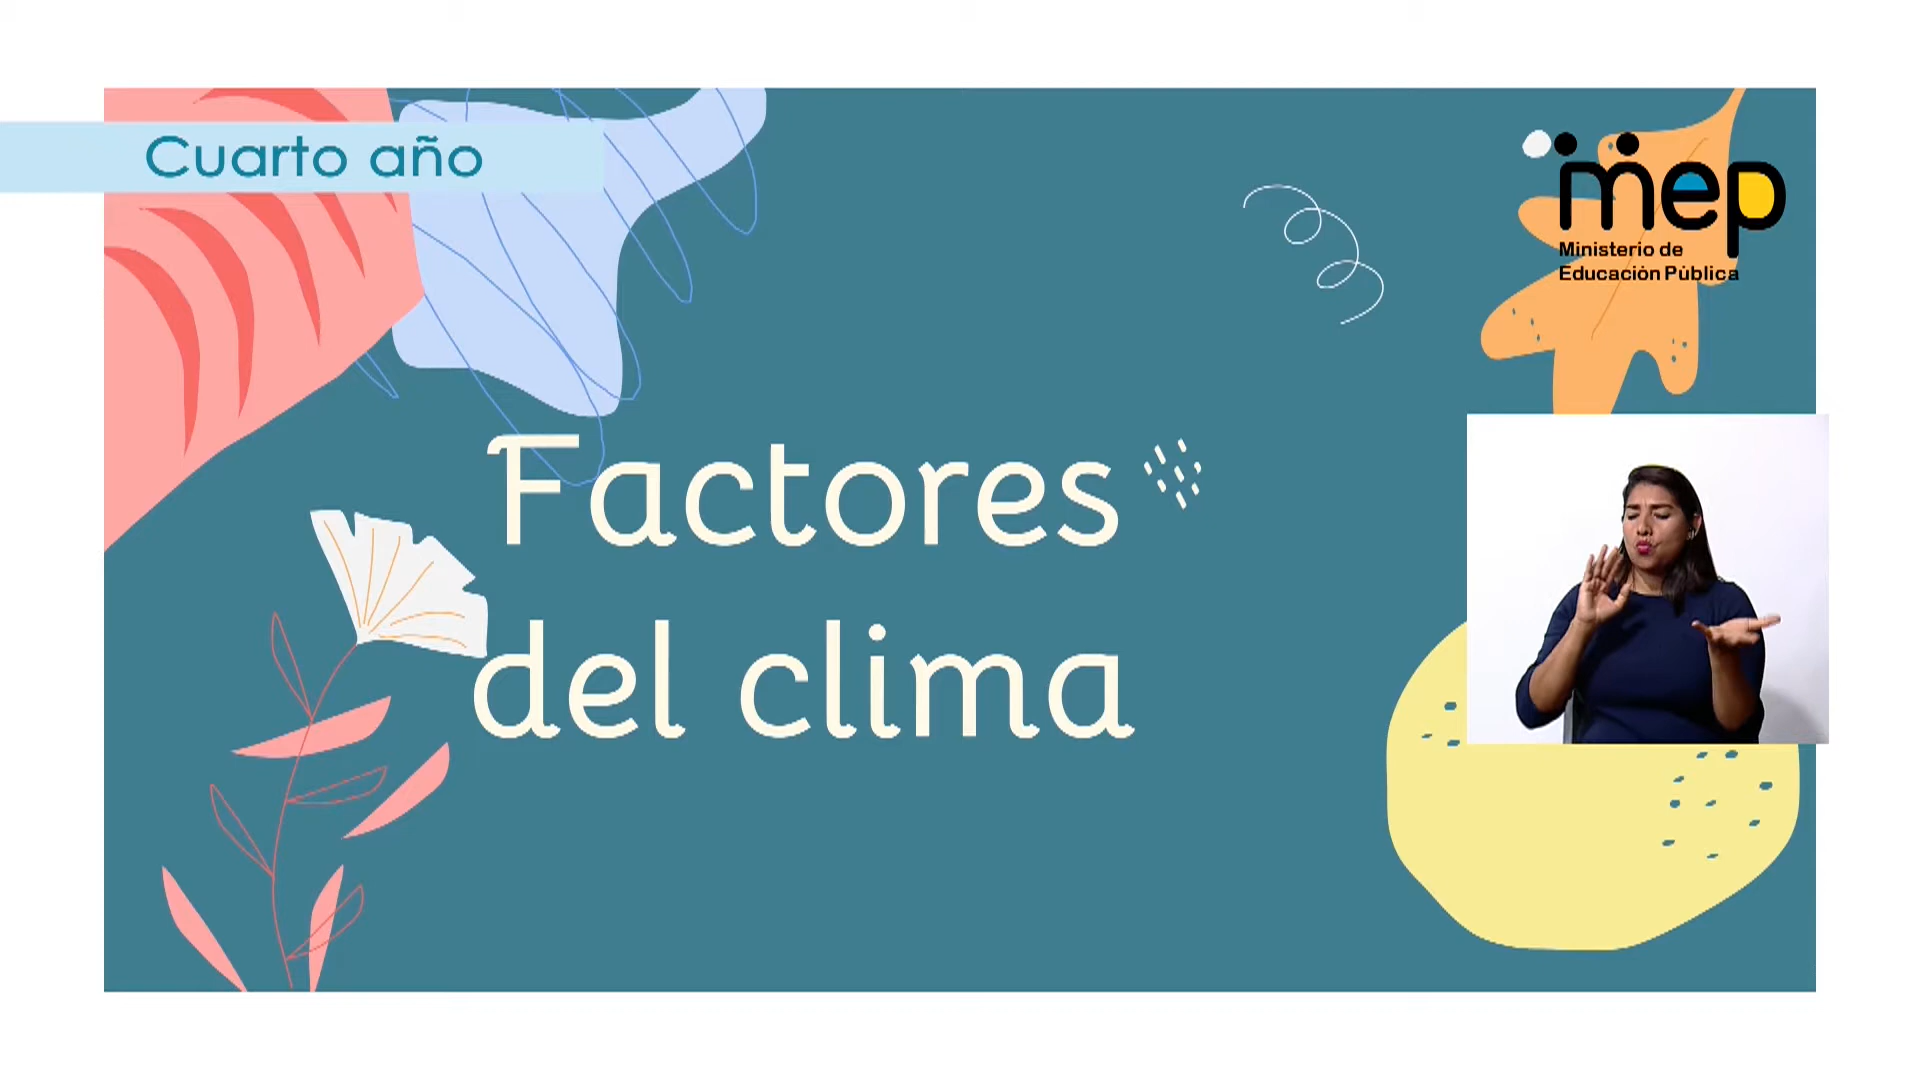 Cuarto año
mep
Ministerio de
Educación Pública
Factores
del clima